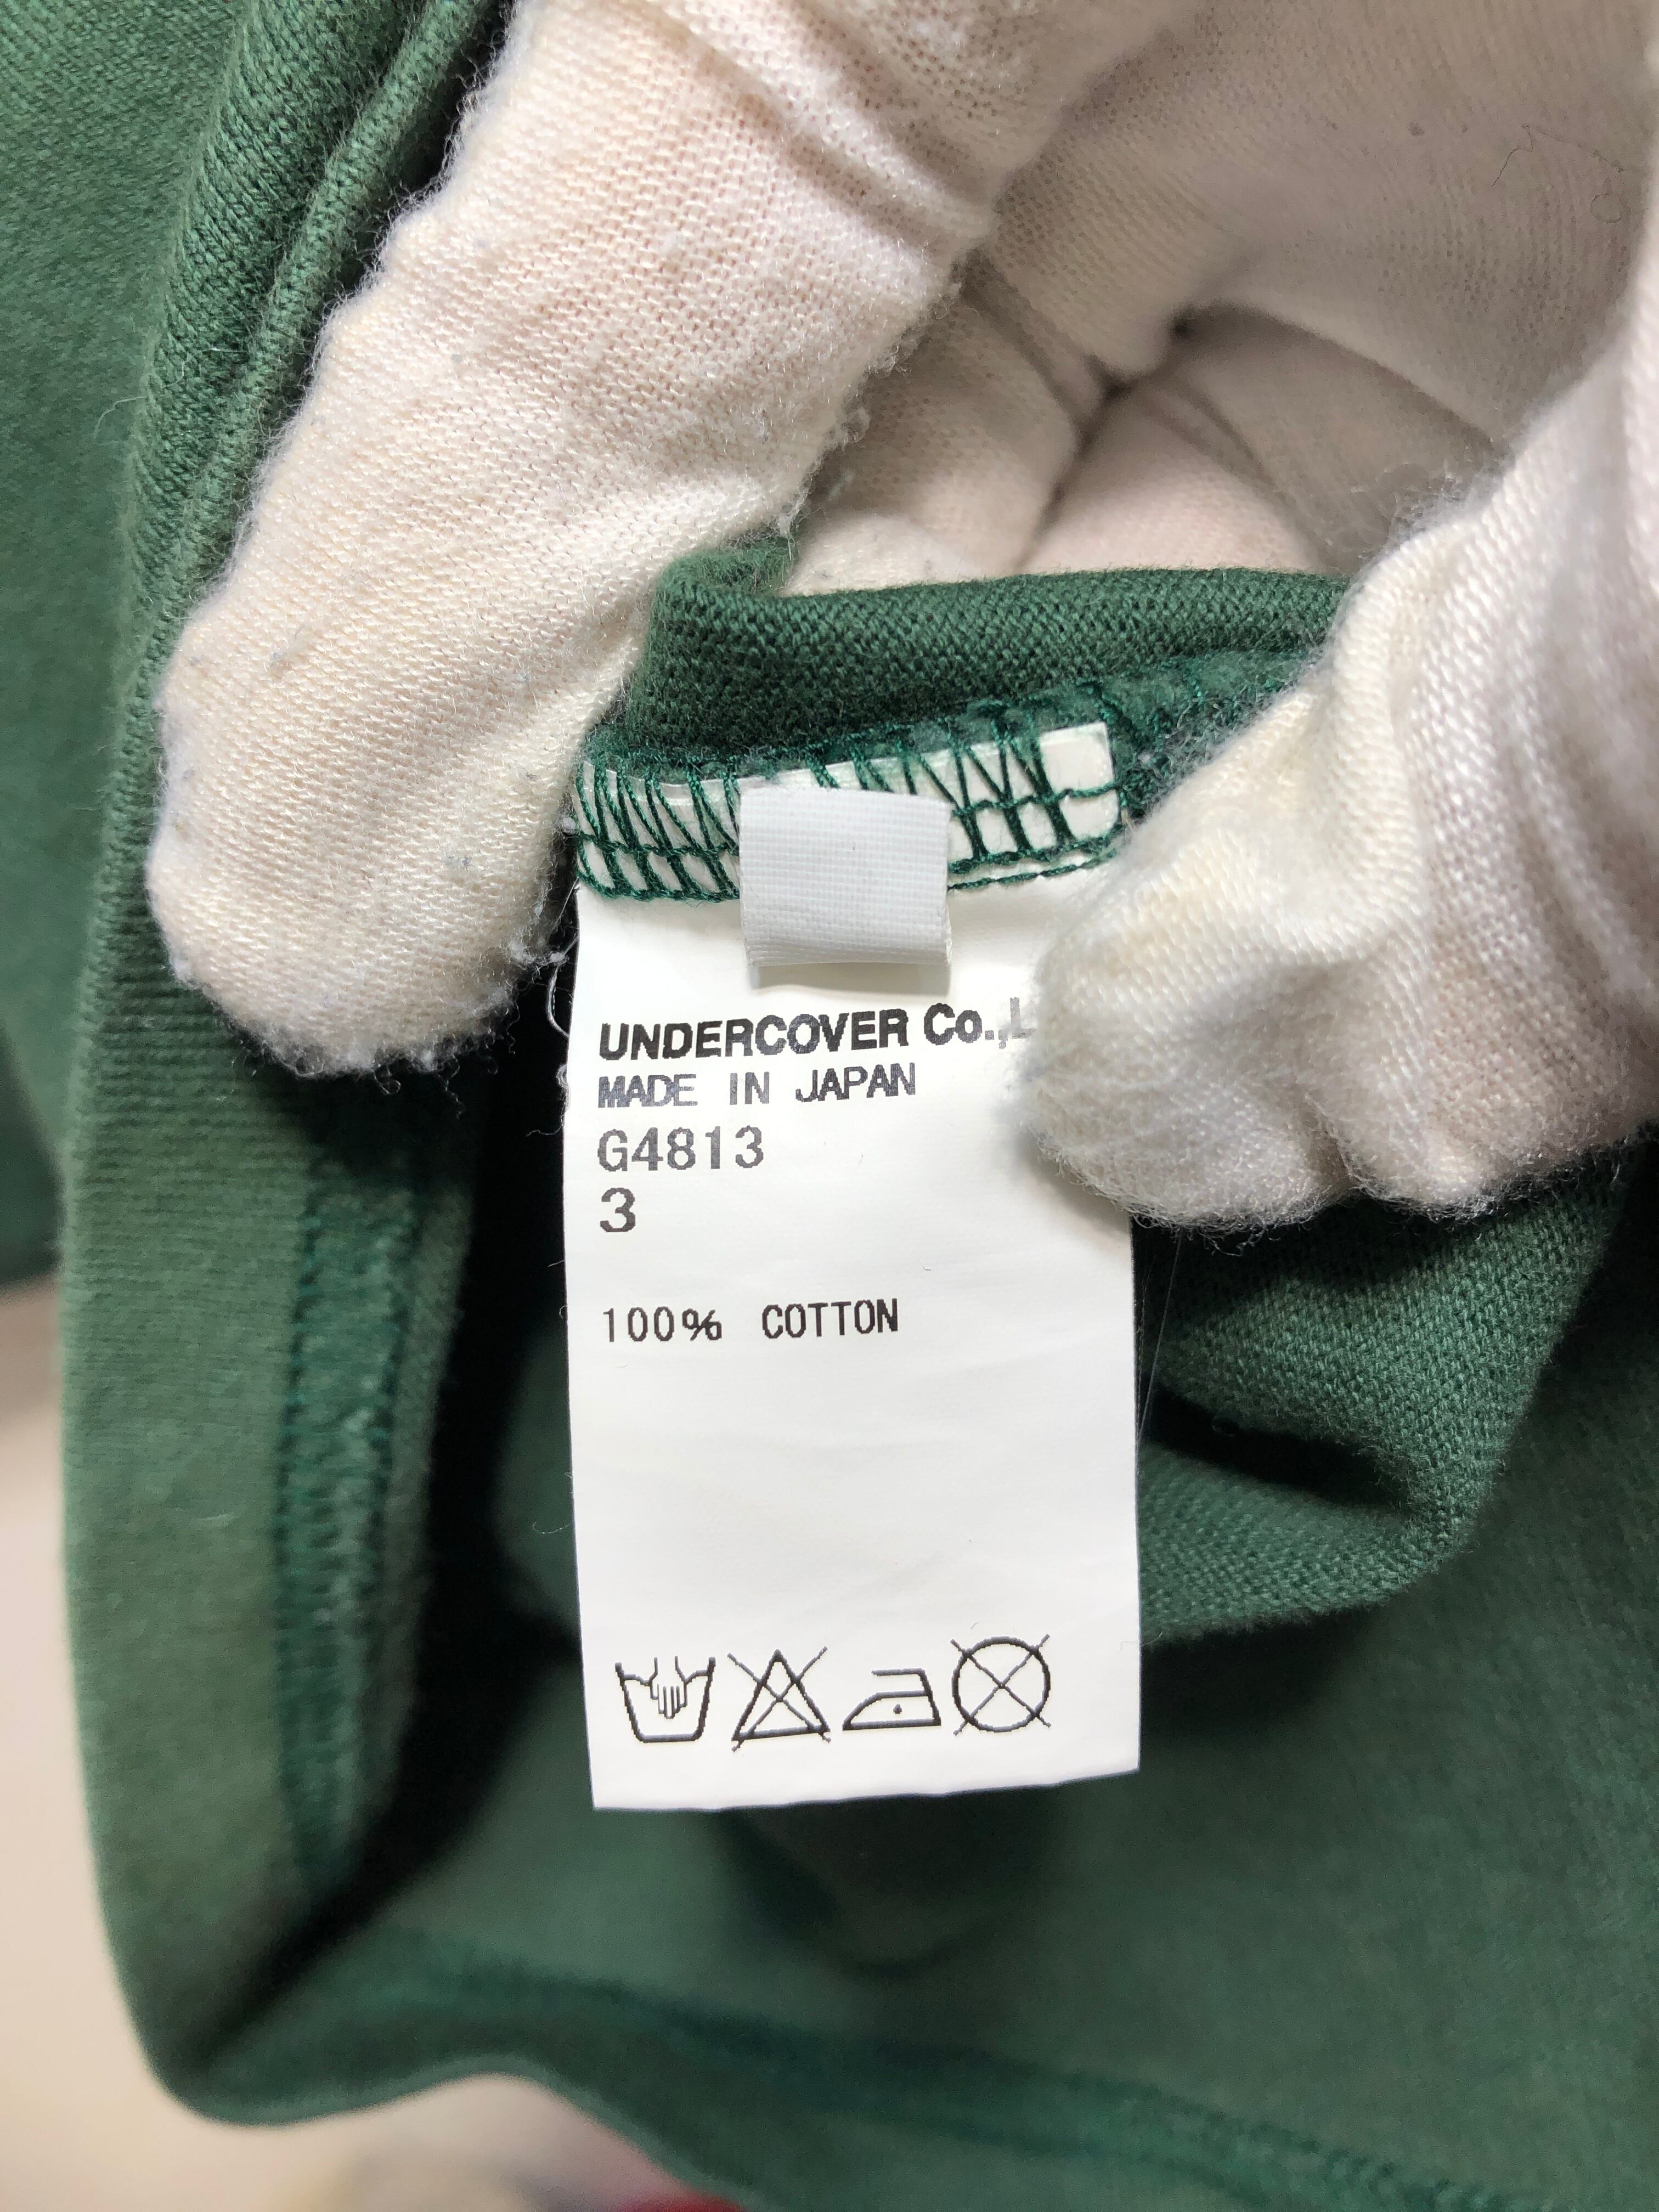 UNDERCOVER Co.,L
MADE IN JAPAN
G4813
3
100% COTTON